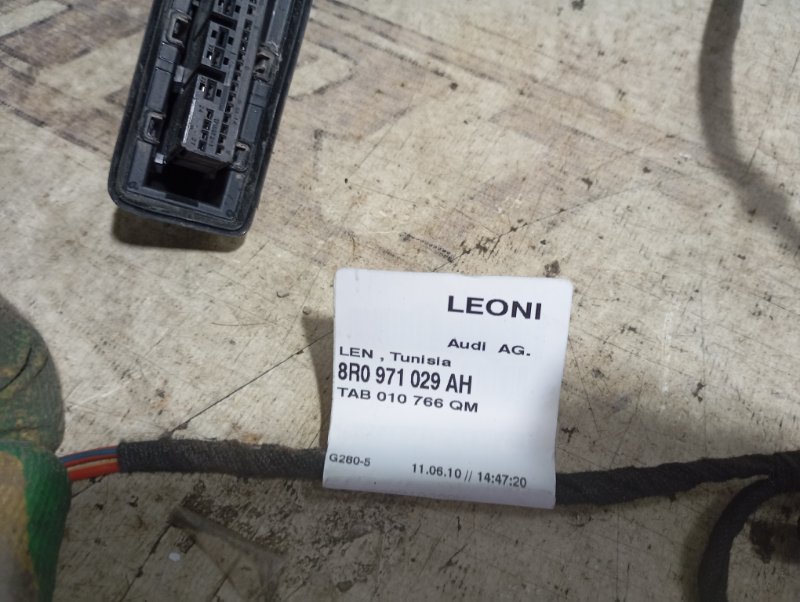 LEONI
Audi AG.
LEN , Tunisia
8R0 971 029 AH
TAB 010 766 QM
G280-5 11.06.10 // 14:47:20